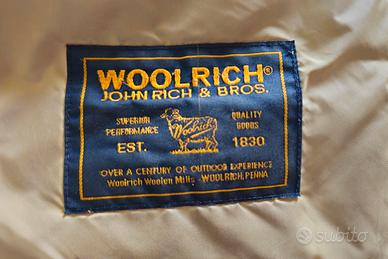 WOOLRICH®
JOHN RICH & BROS.
SUPERIOR PERFORMANCE
Woolrich
QUALITY GOODS
EST. 1830
OVER A CENTURY OF OUTDOOR EXPERIENCE
Woolrich Woolen Mills - WOOLRICH, PENNA
subito